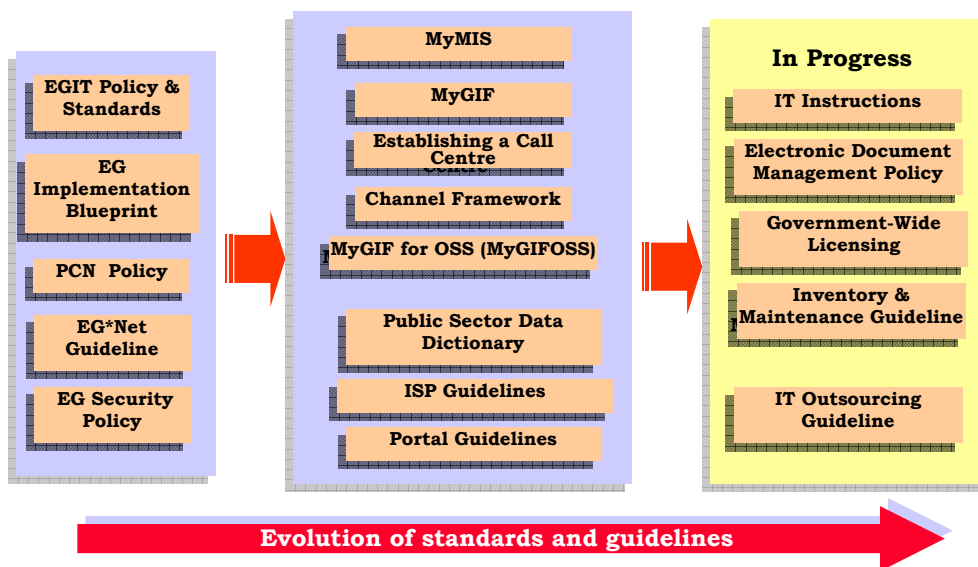 EGIT Policy &
Standards
EG
Implementation
Blueprint
PCN Policy
EG*Net
Guideline
EG Security
Policy
MyMIS
MyGIF
Establishing a Call
Centre
Channel Framework
MyGIF for OSS (MyGIFOSS)
Public Sector Data
Dictionary
ISP Guidelines
Portal Guidelines
In Progress
IT Instructions
Electronic Document
Management Policy
Government-Wide
Licensing
Inventory &
Maintenance Guideline
IT Outsourcing
Guideline
Evolution of standards and guidelines